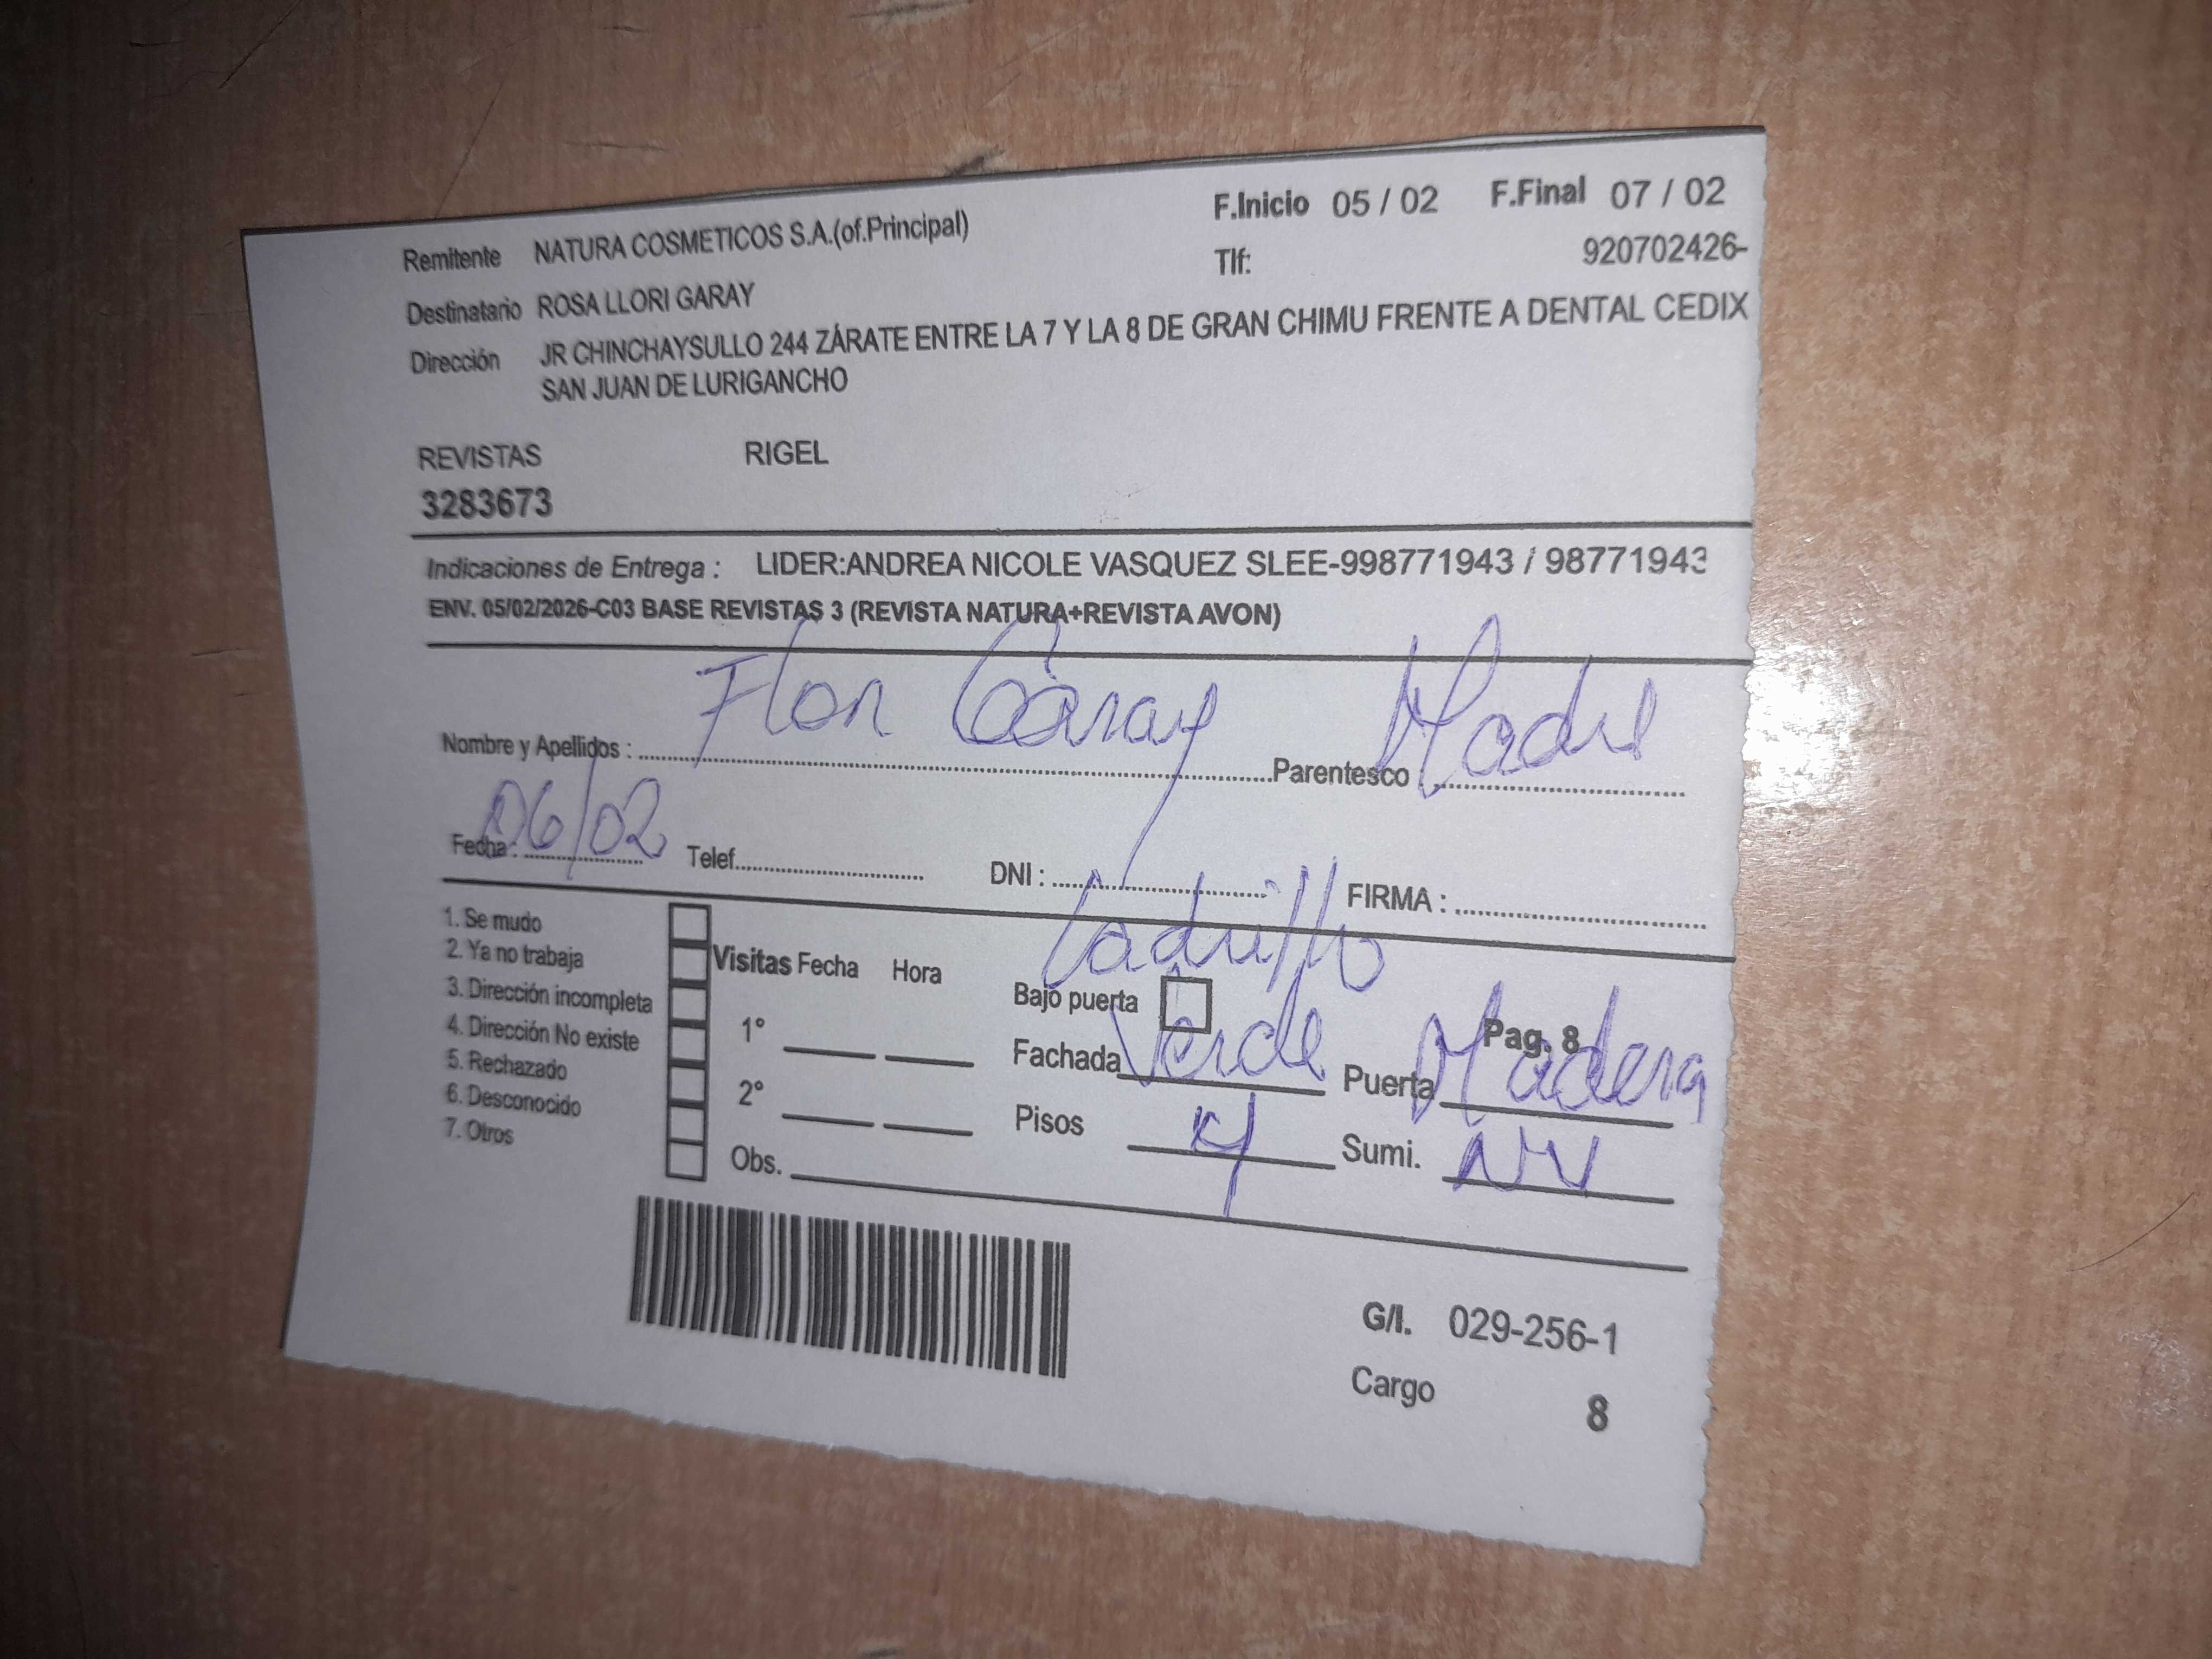 Remitente NATURA COSMETICOS S.A.(of.Principal) F.Inicio 05 / 02 F.Final 07 / 02
Tlf: 920702426-
Destinatario ROSA LLORI GARAY
Dirección JR CHINCHAYSULLO 244 ZÁRATE ENTRE LA 7 Y LA 8 DE GRAN CHIMU FRENTE A DENTAL CEDIX
SAN JUAN DE LURIGANCHO
REVISTAS RIGEL
3283673
Indicaciones de Entrega : LIDER:ANDREA NICOLE VASQUEZ SLEE-998771943 / 98771943
ENV. 05/02/2026-C03 BASE REVISTAS 3 (REVISTA NATURA+REVISTA AVON)
Nombre y Apellidos : Flor Garay Parentesco : Madre
Fecha : 06/02 Telef. DNI : FIRMA :
1. Se mudo
2. Ya no trabaja
3. Dirección incompleta
4. Dirección No existe
5. Rechazado
6. Desconocido
7. Otros
Visitas Fecha Hora
1°
2°
Obs.
Ladrillo
Bajo puerta
Pag. 8
Fachada Verde Puerta Madera
Pisos 4 Sumi. NV
G/I. 029-256-1
Cargo 8